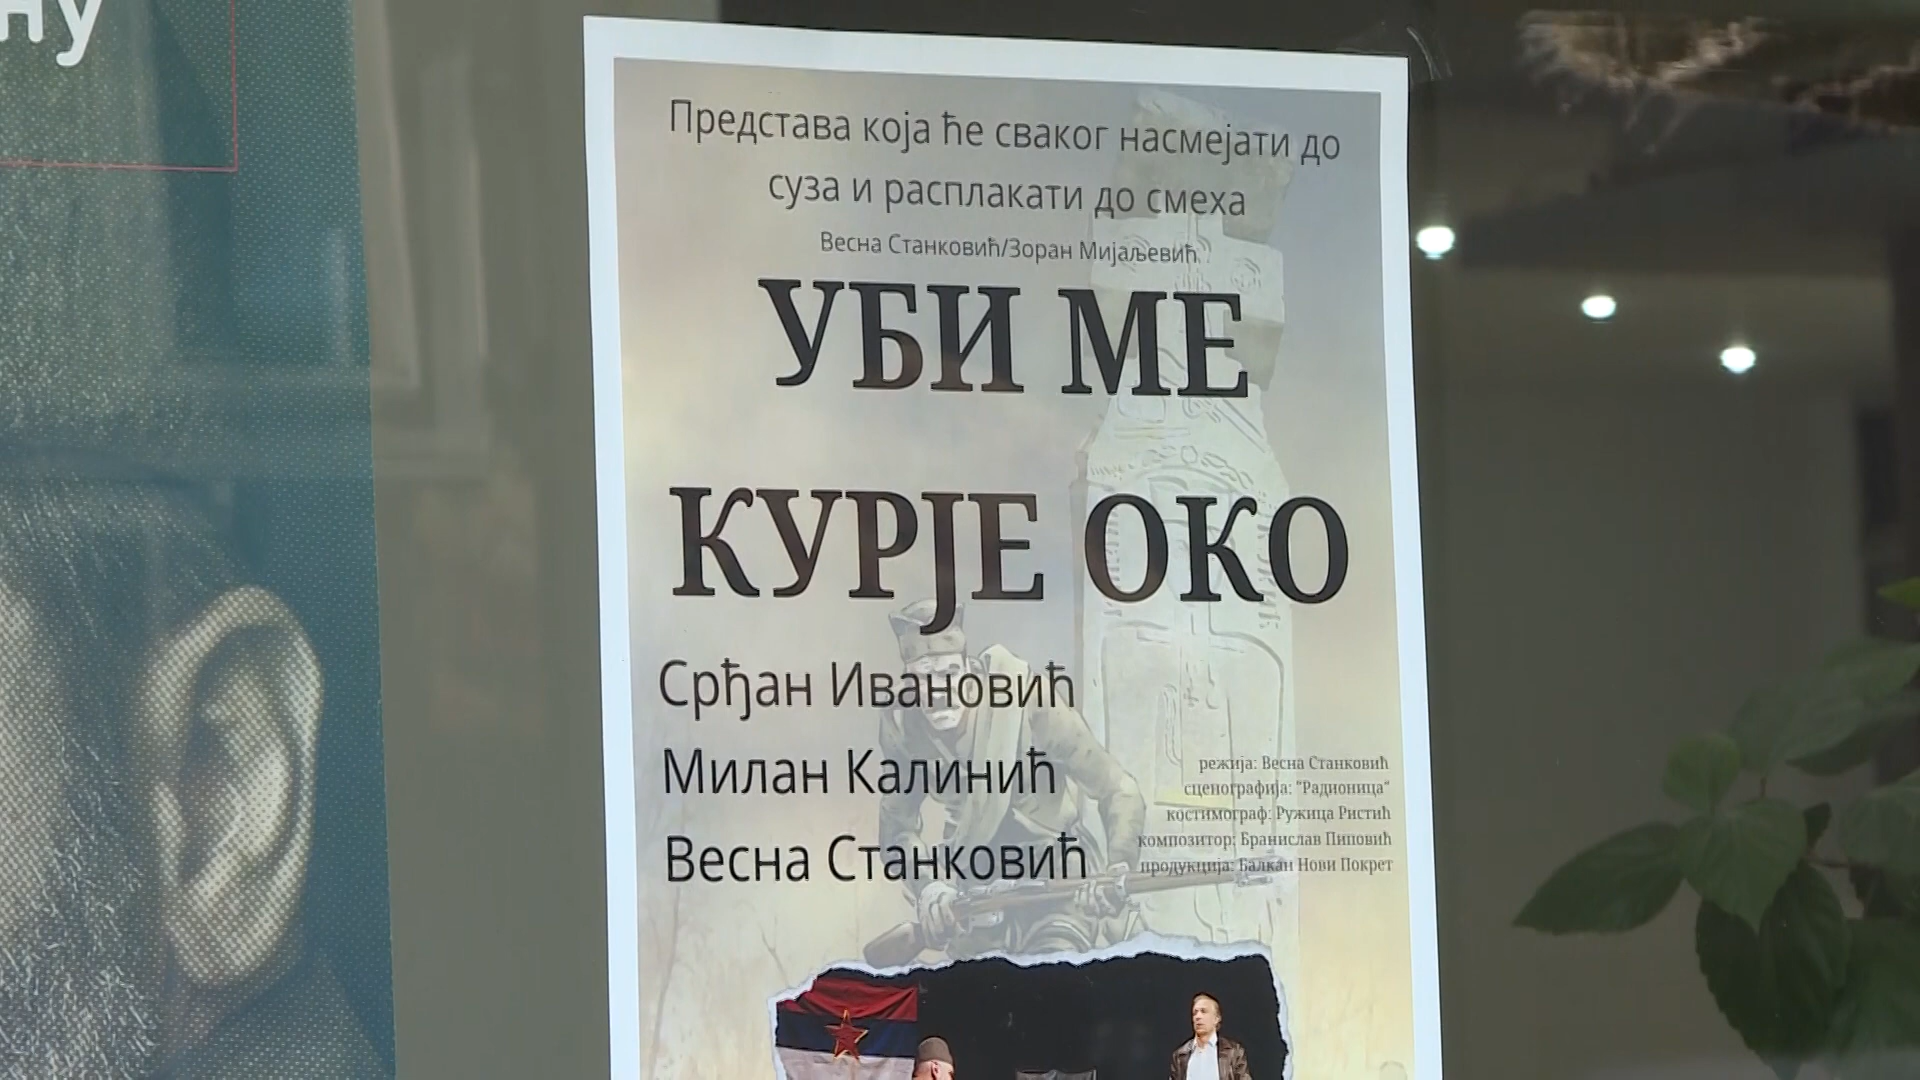 ну
Представа која ће сваког насмејати до
суза и расплакати до смеха
Весна Станковић/Зоран Мијаљевић
УБИ МЕ
КУРЈЕ ОКО
Срђан Ивановић
Милан Калинић
Весна Станковић
режија: Весна Станковић
сценографија: "Радионица"
костимограф: Ружица Ристић
композитор: Бранислав Пиповић
продукција: Балкан Нови Покрет